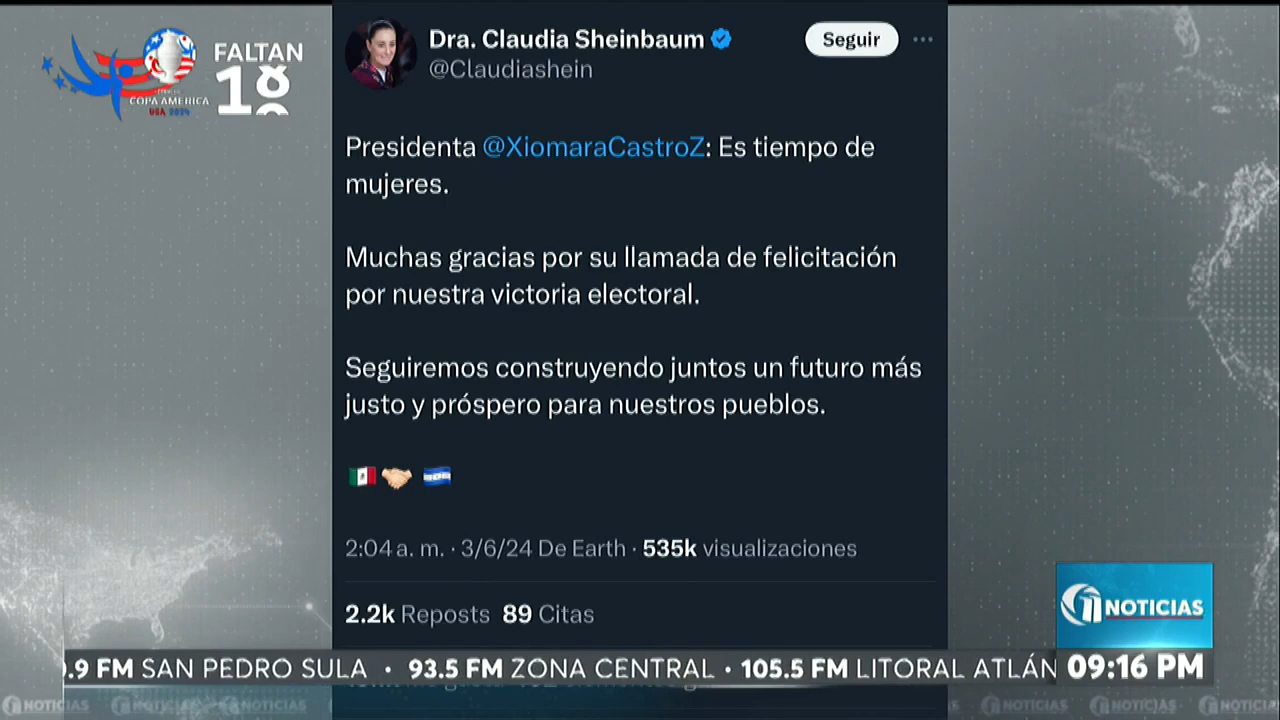 FALTAN
COPA AMERICA
USA 2024
Dra. Claudia Sheinbaum
@Claudiashein
Seguir
Presidenta @XiomaraCastroZ: Es tiempo de
mujeres.
Muchas gracias por su llamada de felicitación
por nuestra victoria electoral.
Seguiremos construyendo juntos un futuro más
justo y próspero para nuestros pueblos.
2:04 a. m. · 3/6/24 De Earth · 535k visualizaciones
2.2k Reposts 89 Citas
11 NOTICIAS
.9 FM SAN PEDRO SULA • 93.5 FM ZONA CENTRAL • 105.5 FM LITORAL ATLÁN
09:16 PM
NOTICIAS